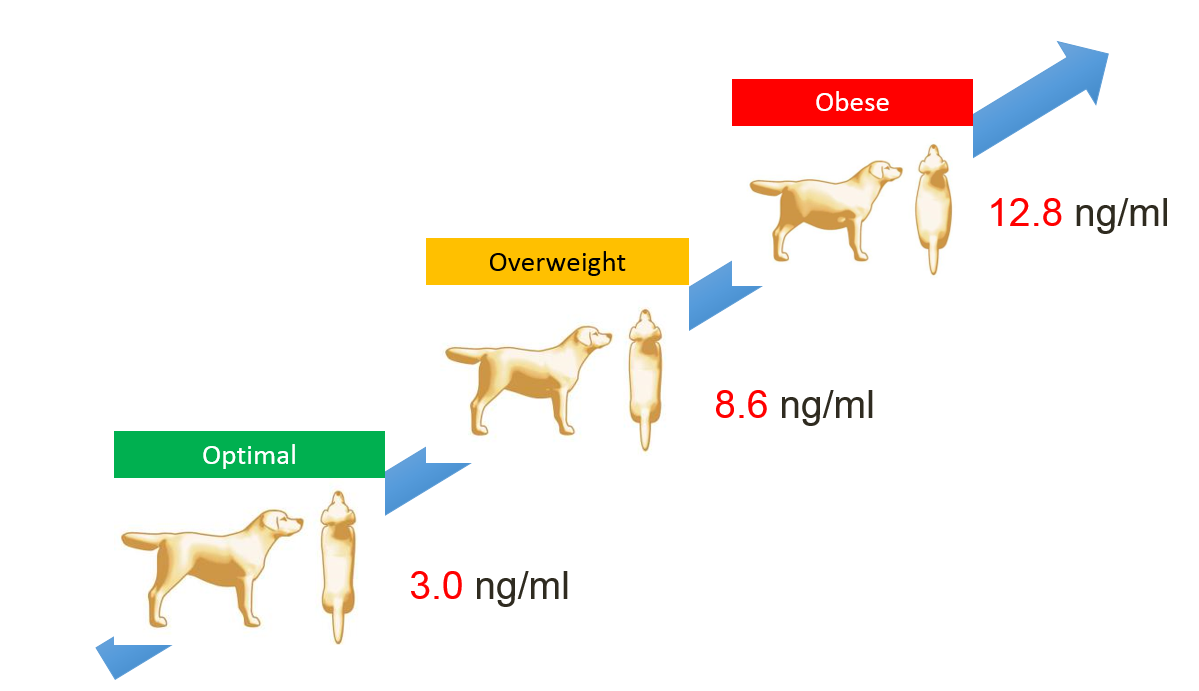 Obese
12.8 ng/ml
Overweight
8.6 ng/ml
Optimal
3.0 ng/ml